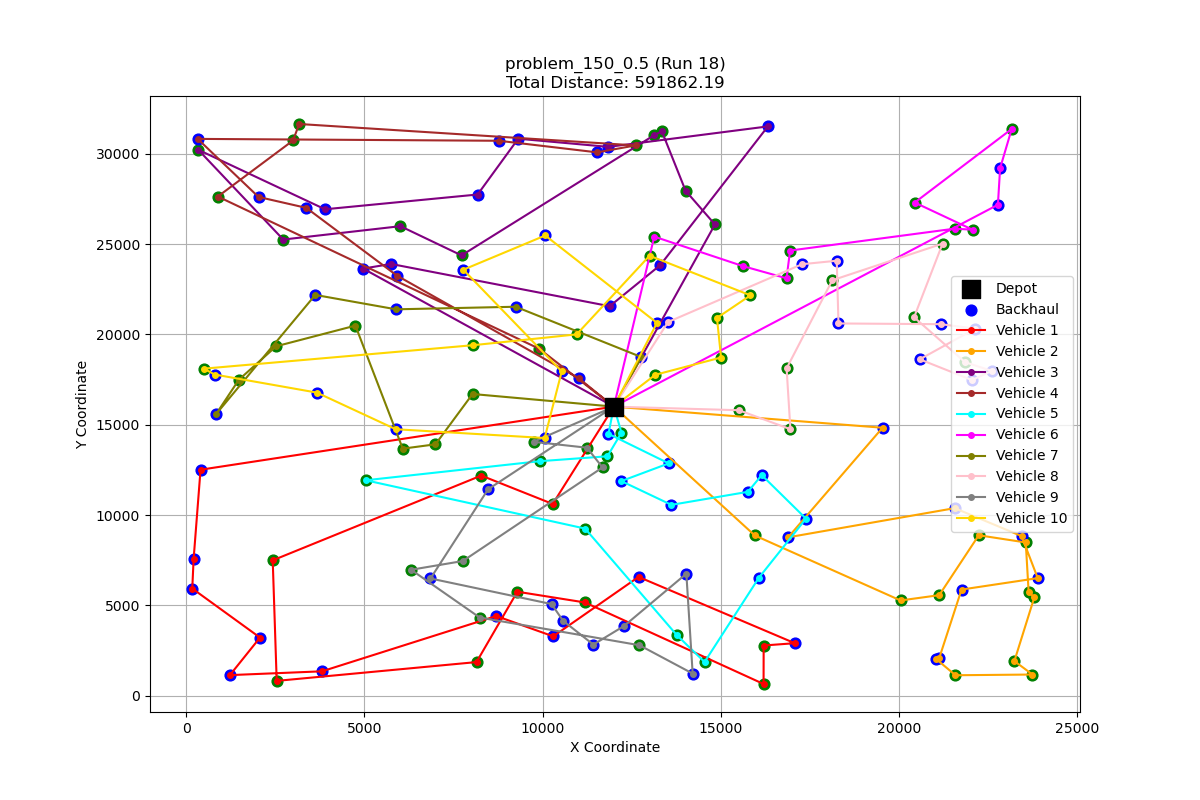 problem_150_0.5 (Run 18)
Total Distance: 591862.19
30000
25000
20000
15000
10000
5000
0
Y Coordinate
0
5000
10000
15000
20000
25000
X Coordinate
Depot
Backhaul
Vehicle 1
Vehicle 2
Vehicle 3
Vehicle 4
Vehicle 5
Vehicle 6
Vehicle 7
Vehicle 8
Vehicle 9
Vehicle 10